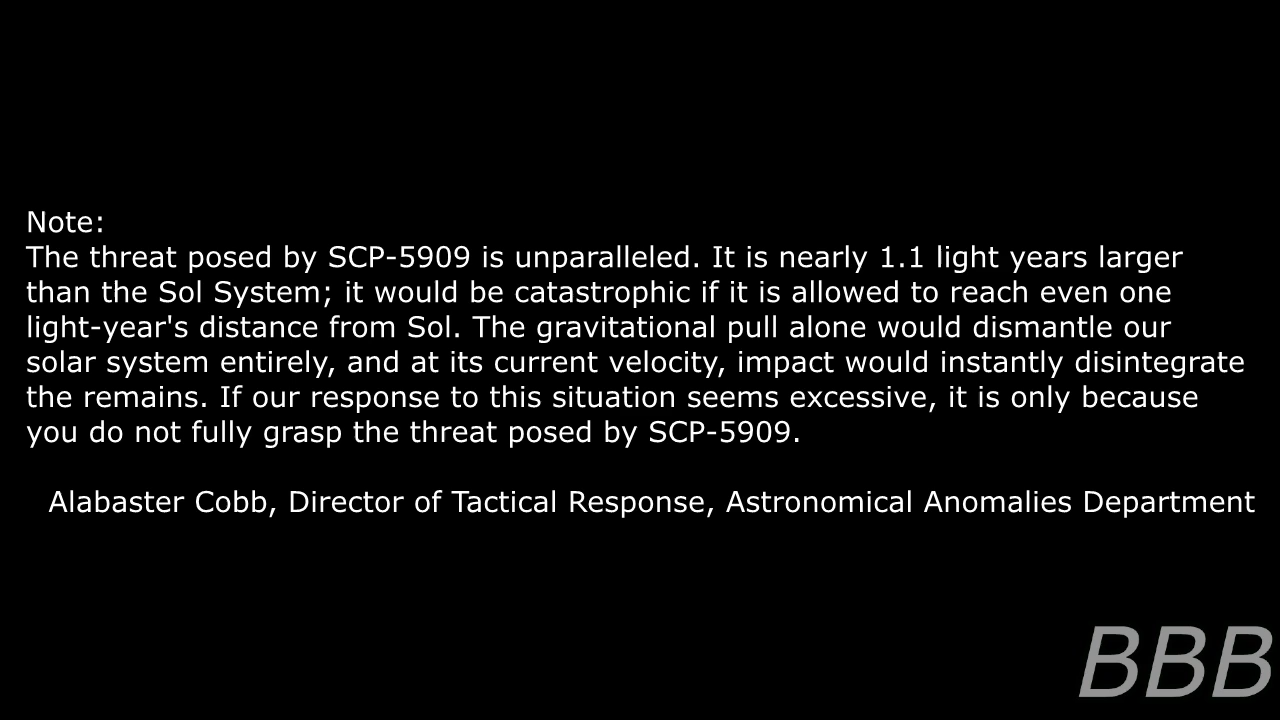 Note:
The threat posed by SCP-5909 is unparalleled. It is nearly 1.1 light years larger
than the Sol System; it would be catastrophic if it is allowed to reach even one
light-year's distance from Sol. The gravitational pull alone would dismantle our
solar system entirely, and at its current velocity, impact would instantly disintegrate
the remains. If our response to this situation seems excessive, it is only because
you do not fully grasp the threat posed by SCP-5909.
Alabaster Cobb, Director of Tactical Response, Astronomical Anomalies Department
BBB